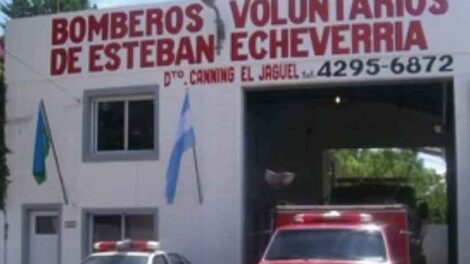 BOMBEROS VOLUNTARIOS
DE ESTEBAN ECHEVERRIA
DTO. CANNING EL JAGUEL tel. 4295-6872